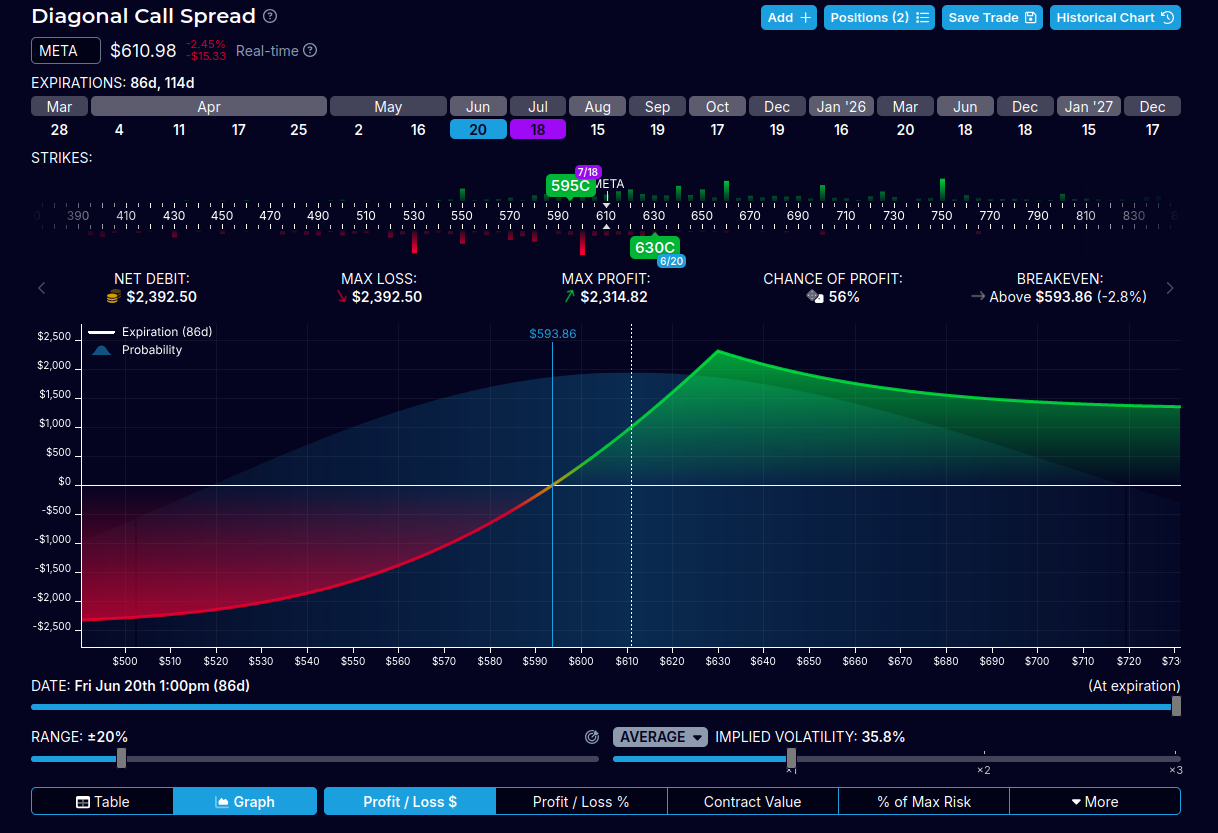 Diagonal Call Spread ?
Add + Positions (2) Save Trade Historical Chart
META $610.98 -2.45% -$15.33 Real-time ?
EXPIRATIONS: 86d, 114d
Mar Apr May Jun Jul Aug Sep Oct Dec Jan '26 Mar Jun Dec Jan '27 Dec
28 4 11 17 25 2 16 20 18 15 19 17 19 16 20 18 18 15 17
STRIKES:
7/18
595C META
390 410 430 450 470 490 510 530 550 570 590 610 630 650 670 690 710 730 750 770 790 810 830
630C
6/20
NET DEBIT: MAX LOSS: MAX PROFIT: CHANCE OF PROFIT: BREAKEVEN:
$2,392.50 $2,392.50 $2,314.82 56% Above $593.86 (-2.8%)
Expiration (86d)
Probability
$593.86
$2,500
$2,000
$1,500
$1,000
$500
$0
-$500
-$1,000
-$1,500
-$2,000
-$2,500
$500 $510 $520 $530 $540 $550 $560 $570 $580 $590 $600 $610 $620 $630 $640 $650 $660 $670 $680 $690 $700 $710 $720 $730
DATE: Fri Jun 20th 1:00pm (86d) (At expiration)
RANGE: ±20% AVERAGE IMPLIED VOLATILITY: 35.8%
×1 ×2 ×3
Table Graph Profit / Loss $ Profit / Loss % Contract Value % of Max Risk More